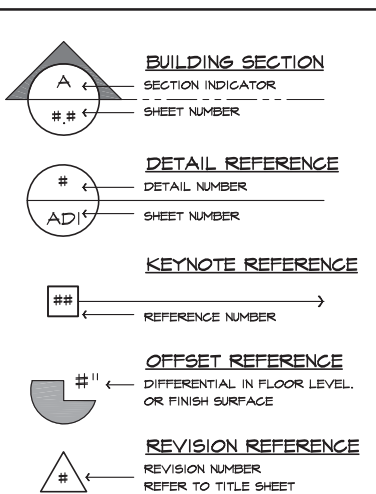 BUILDING SECTION
A
SECTION INDICATOR
#.#
SHEET NUMBER
DETAIL REFERENCE
#
DETAIL NUMBER
AD1
SHEET NUMBER
KEYNOTE REFERENCE
##
REFERENCE NUMBER
OFFSET REFERENCE
#"
DIFFERENTIAL IN FLOOR LEVEL.
OR FINISH SURFACE
REVISION REFERENCE
REVISION NUMBER
#
REFER TO TITLE SHEET